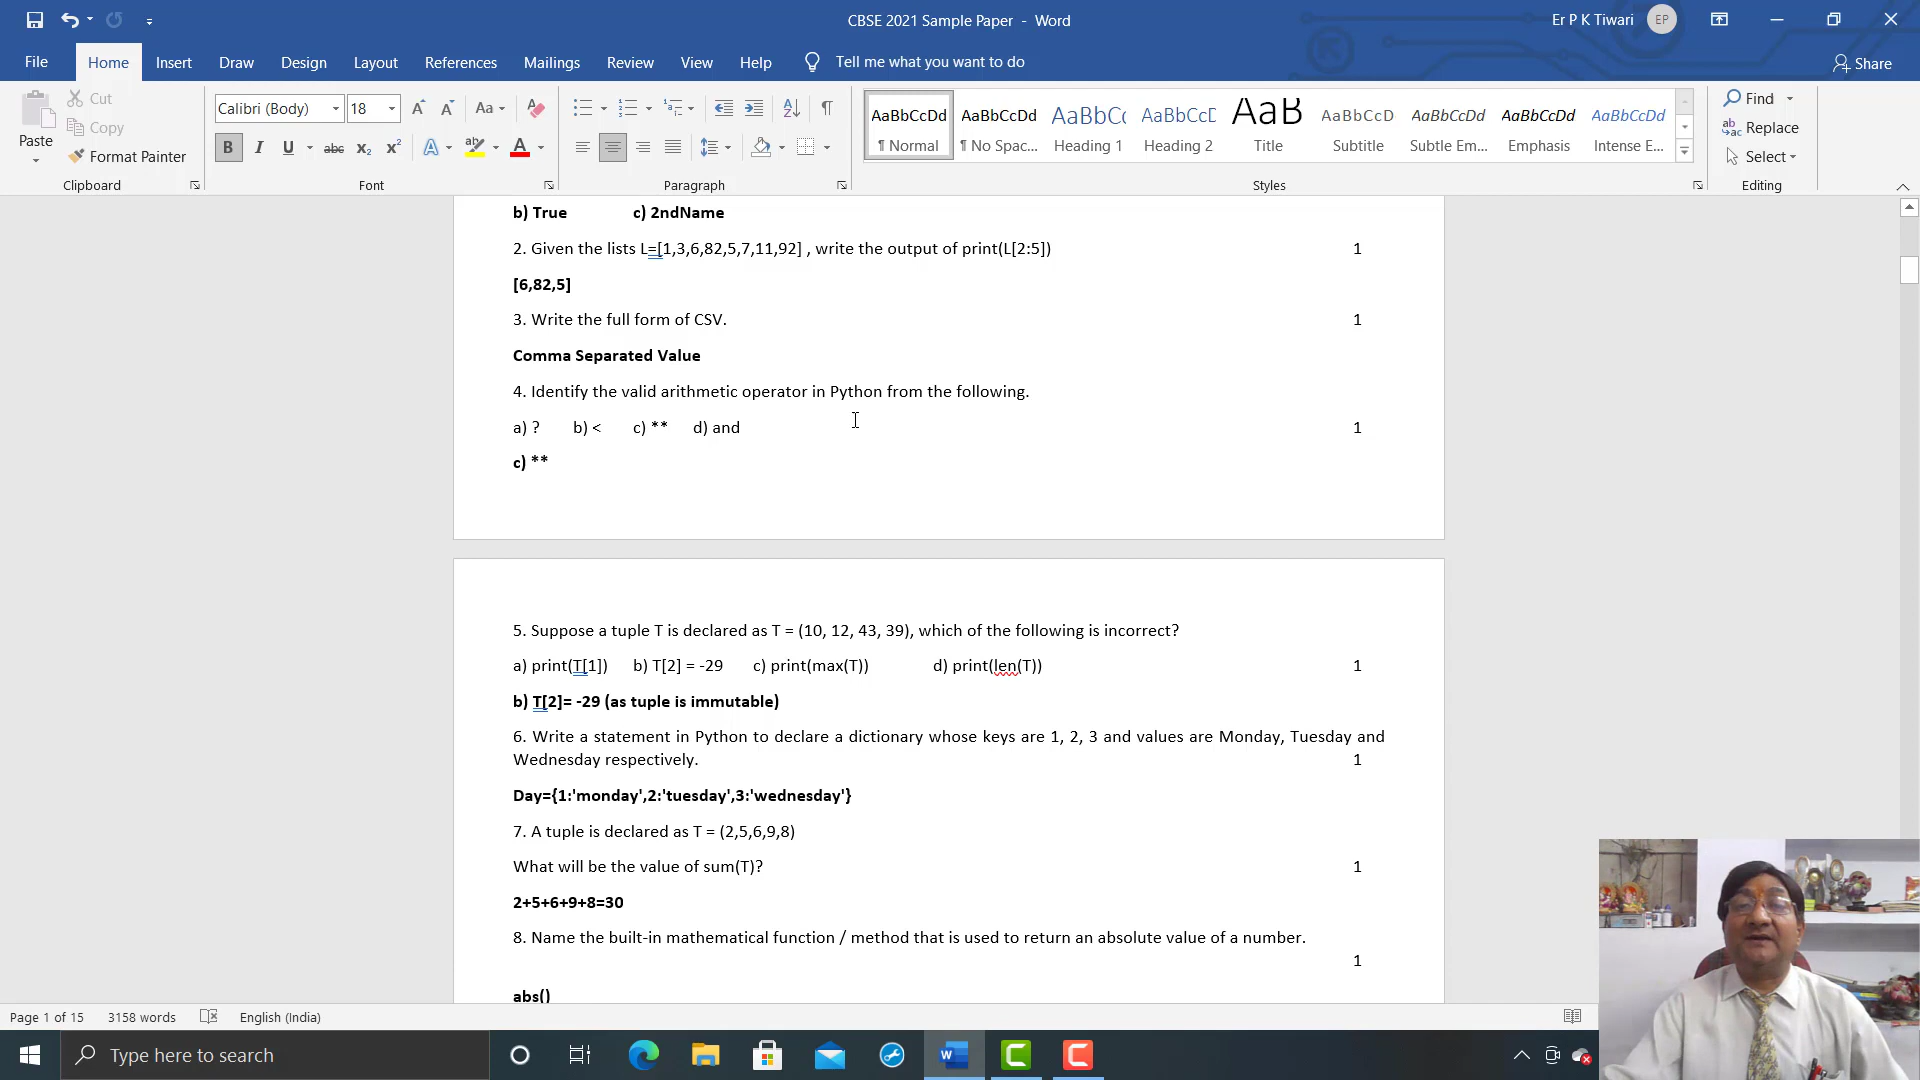 CBSE 2021 Sample Paper - Word
Er P K Tiwari
EP
File Home Insert Draw Design Layout References Mailings Review View Help Tell me what you want to do
Share
Paste
Cut
Copy
Format Painter
Clipboard
Calibri (Body) 18
Font
Paragraph
AaBbCcDd AaBbCcDd AaBbCc AaBbCcD AaB AaBbCcD AaBbCcDd AaBbCcDd AaBbCcDd
¶ Normal ¶ No Spac... Heading 1 Heading 2 Title Subtitle Subtle Em... Emphasis Intense E...
Styles
Find
Replace
Select
Editing
b) True c) 2ndName
2. Given the lists L=[1,3,6,82,5,7,11,92] , write the output of print(L[2:5]) 1
[6,82,5]
3. Write the full form of CSV. 1
Comma Separated Value
4. Identify the valid arithmetic operator in Python from the following.
a) ? b) < c) ** d) and 1
c) **
5. Suppose a tuple T is declared as T = (10, 12, 43, 39), which of the following is incorrect?
a) print(T[1]) b) T[2] = -29 c) print(max(T)) d) print(len(T)) 1
b) T[2]= -29 (as tuple is immutable)
6. Write a statement in Python to declare a dictionary whose keys are 1, 2, 3 and values are Monday, Tuesday and
Wednesday respectively. 1
Day={1:'monday',2:'tuesday',3:'wednesday'}
7. A tuple is declared as T = (2,5,6,9,8)
What will be the value of sum(T)? 1
2+5+6+9+8=30
8. Name the built-in mathematical function / method that is used to return an absolute value of a number.
1
abs()
Page 1 of 15 3158 words English (India)
Type here to search